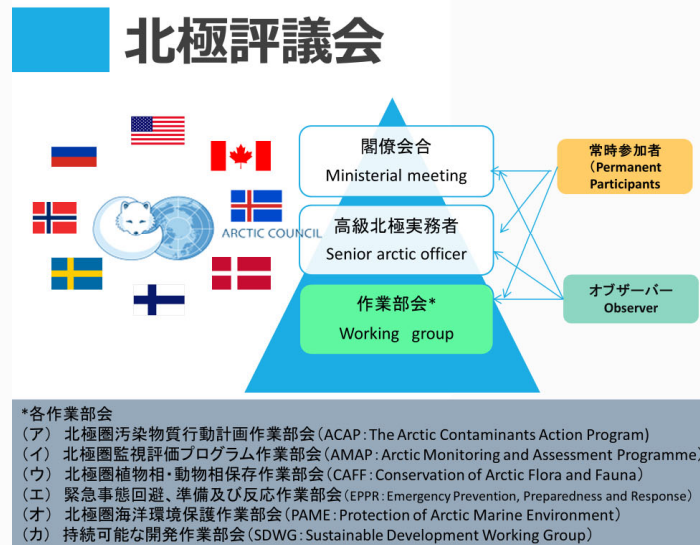 北極評議会
ARCTIC COUNCIL
閣僚会合
Ministerial meeting
高級北極実務者
Senior arctic officer
作業部会*
Working group
常時参加者
(Permanent
Participants
オブザーバー
Observer
*各作業部会
(ア) 北極圏汚染物質行動計画作業部会(ACAP:The Arctic Contaminants Action Program)
(イ) 北極圏監視評価プログラム作業部会(AMAP:Arctic Monitoring and Assessment Programme)
(ウ) 北極圏植物相・動物相保存作業部会(CAFF:Conservation of Arctic Flora and Fauna)
(エ) 緊急事態回避、準備及び反応作業部会(EPPR:Emergency Prevention, Preparedness and Response)
(オ) 北極圏海洋環境保護作業部会(PAME:Protection of Arctic Marine Environment)
(カ) 持続可能な開発作業部会(SDWG:Sustainable Development Working Group)